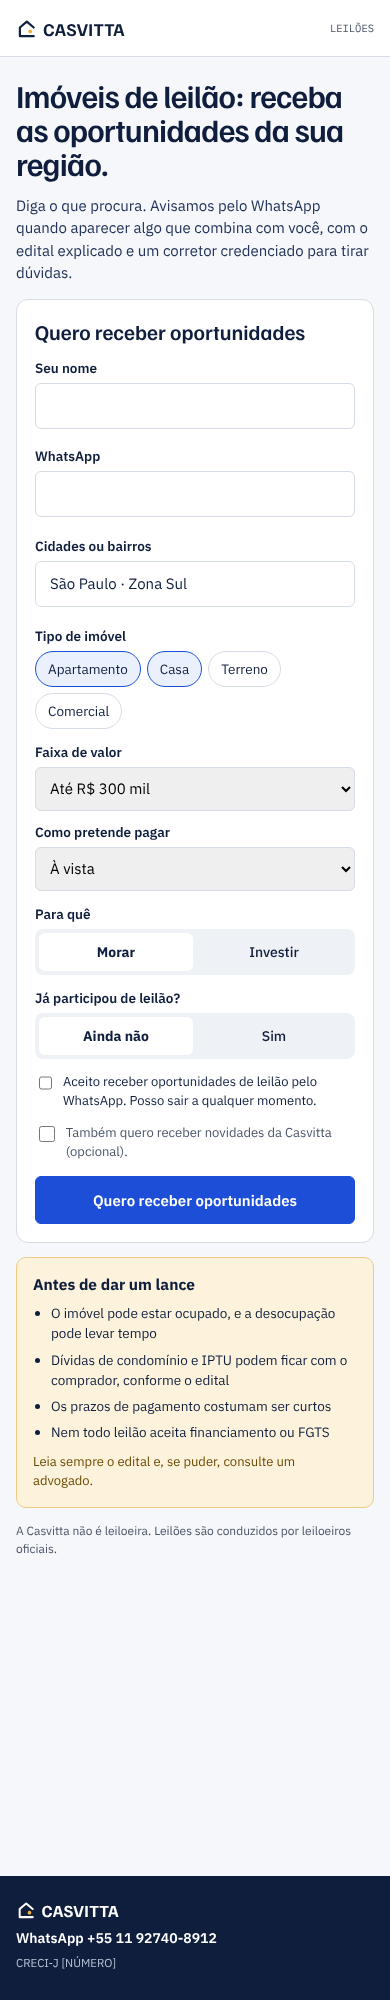 CASVITTA
LEILÕES
Imóveis de leilão: receba
as oportunidades da sua
região.
Diga o que procura. Avisamos pelo WhatsApp
quando aparecer algo que combina com você, com o
edital explicado e um corretor credenciado para tirar
dúvidas.
Quero receber oportunidades
Seu nome
WhatsApp
Cidades ou bairros
São Paulo · Zona Sul
Tipo de imóvel
Apartamento Casa Terreno
Comercial
Faixa de valor
Até R$ 300 mil
Como pretende pagar
À vista
Para quê
Morar Investir
Já participou de leilão?
Ainda não Sim
Aceito receber oportunidades de leilão pelo
WhatsApp. Posso sair a qualquer momento.
Também quero receber novidades da Casvitta
(opcional).
Quero receber oportunidades
Antes de dar um lance
• O imóvel pode estar ocupado, e a desocupação
pode levar tempo
• Dívidas de condomínio e IPTU podem ficar com o
comprador, conforme o edital
• Os prazos de pagamento costumam ser curtos
• Nem todo leilão aceita financiamento ou FGTS
Leia sempre o edital e, se puder, consulte um
advogado.
A Casvitta não é leiloeira. Leilões são conduzidos por leiloeiros
oficiais.
CASVITTA
WhatsApp +55 11 92740-8912
CRECI-J [NÚMERO]